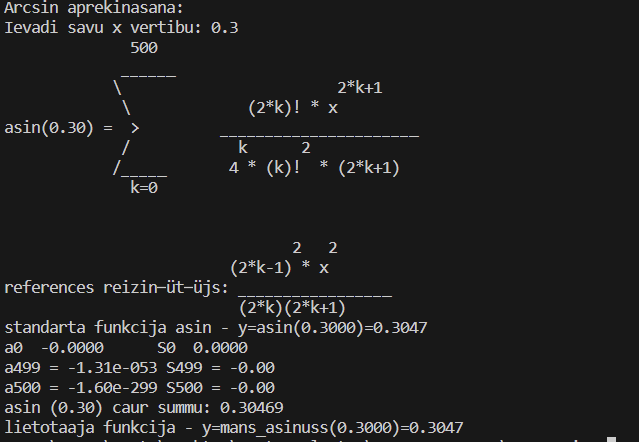 Arcsin aprekinasana:
Ievadi savu x vertibu: 0.3
500
______
\ 2*k+1
\ (2*k)! * x
asin(0.30) = > ______________________
/ k 2
/_____ 4 * (k)! * (2*k+1)
k=0
2 2
(2*k-1) * x
references reizin─üt─üjs: _________________
(2*k)(2*k+1)
standarta funkcija asin - y=asin(0.3000)=0.3047
a0 -0.0000 S0 0.0000
a499 = -1.31e-053 S499 = -0.00
a500 = -1.60e-299 S500 = -0.00
asin (0.30) caur summu: 0.30469
lietotaaja funkcija - y=mans_asinuss(0.3000)=0.3047